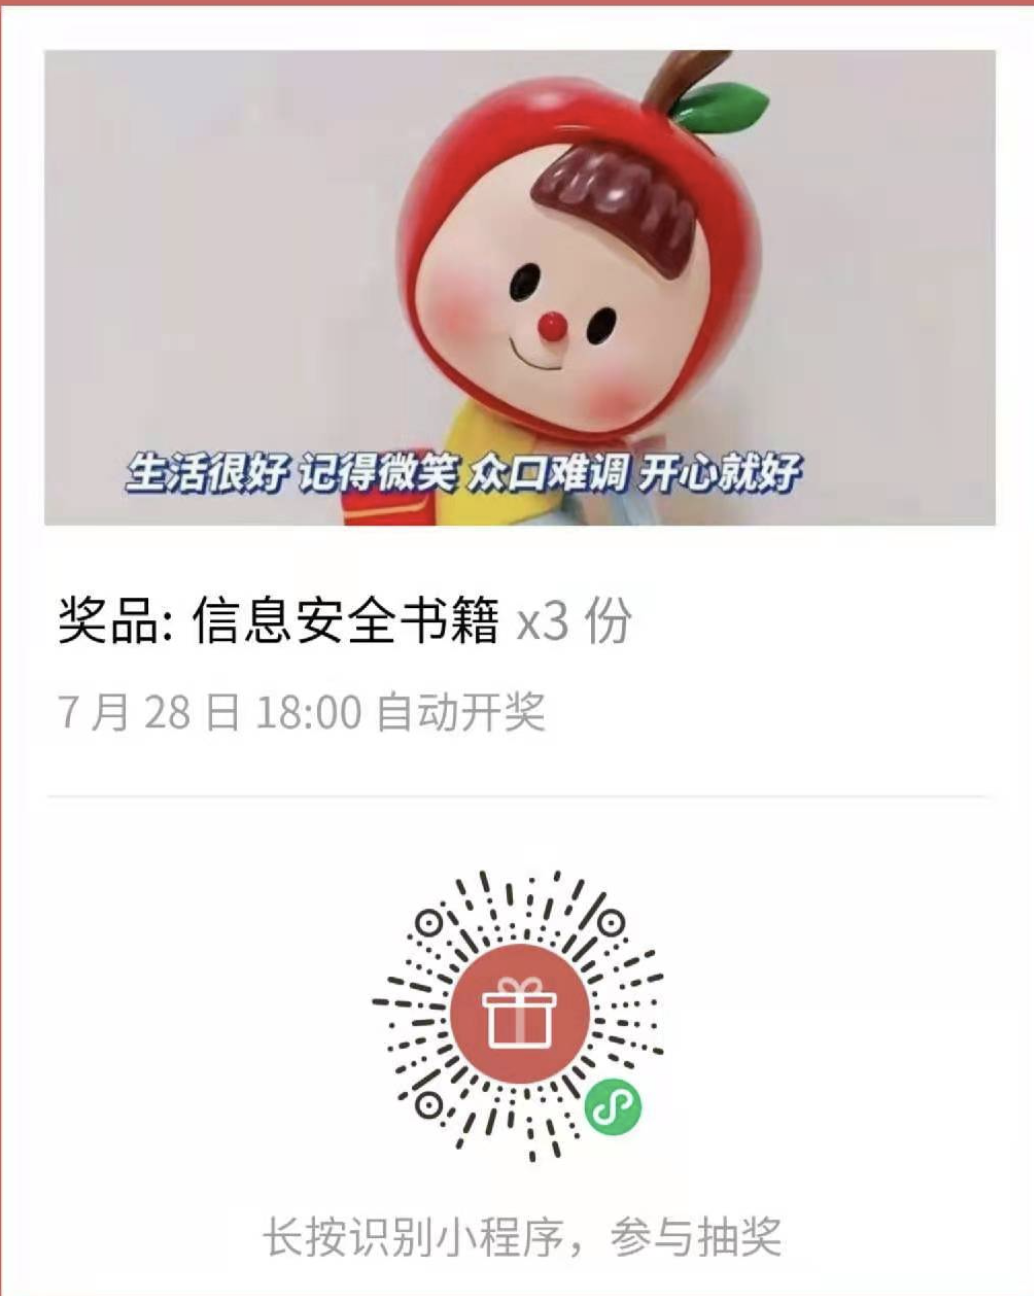 生活很好 记得微笑 众口难调 开心就好
奖品: 信息安全书籍 x3 份
7 月 28 日 18:00 自动开奖
长按识别小程序，参与抽奖